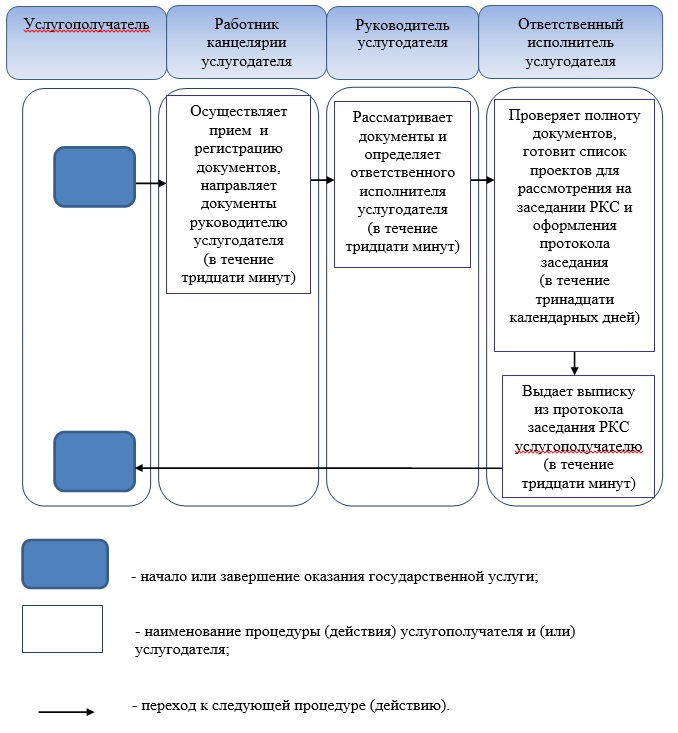 Услугополучатель
Работник
канцелярии
услугодателя
Руководитель
услугодателя
Ответственный
исполнитель
услугодателя
Осуществляет
прием и
регистрацию
документов,
направляет
документы
руководителю
услугодателя
(в течение
тридцати минут)
Рассматривает
документы и
определяет
ответственного
исполнителя
услугодателя
(в течение
тридцати минут)
Проверяет полноту
документов,
готовит список
проектов для
рассмотрения на
заседании РКС и
оформления
протокола
заседания
(в течение
тринадцати
календарных дней)
Выдает выписку
из протокола
заседания РКС
услугополучателю
(в течение
тридцати минут)
- начало или завершение оказания государственной услуги;
- наименование процедуры (действия) услугополучателя и (или)
услугодателя;
- переход к следующей процедуре (действию).